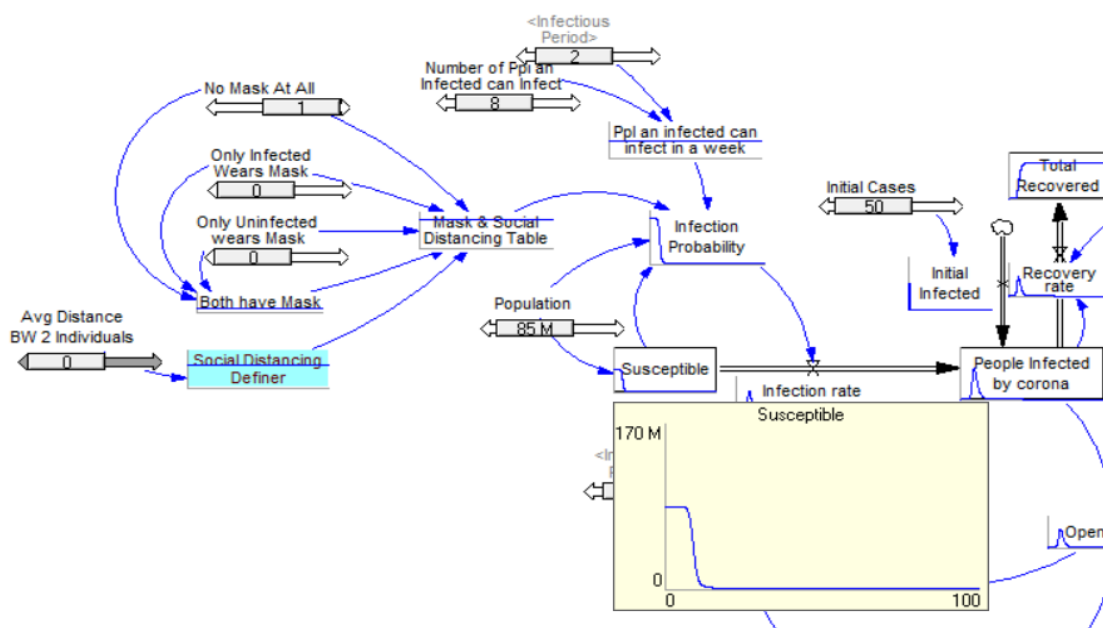 <Infectious
Period>
2
Number of Ppl an
Infected can Infect
8
No Mask At All
1
Ppl an infected can
infect in a week
Only Infected
Wears Mask
0
Only Uninfected
wears Mask
0
Mask & Social
Distancing Table
Infection
Probability
Initial Cases
50
Total
Recovered
Initial
Infected
Recovery
rate
Both have Mask
Population
85 M
Avg Distance
BW 2 Individuals
0
Social Distancing
Definer
Susceptible
People Infected
by corona
Infection rate
Susceptible
170 M
0
0
100
Open